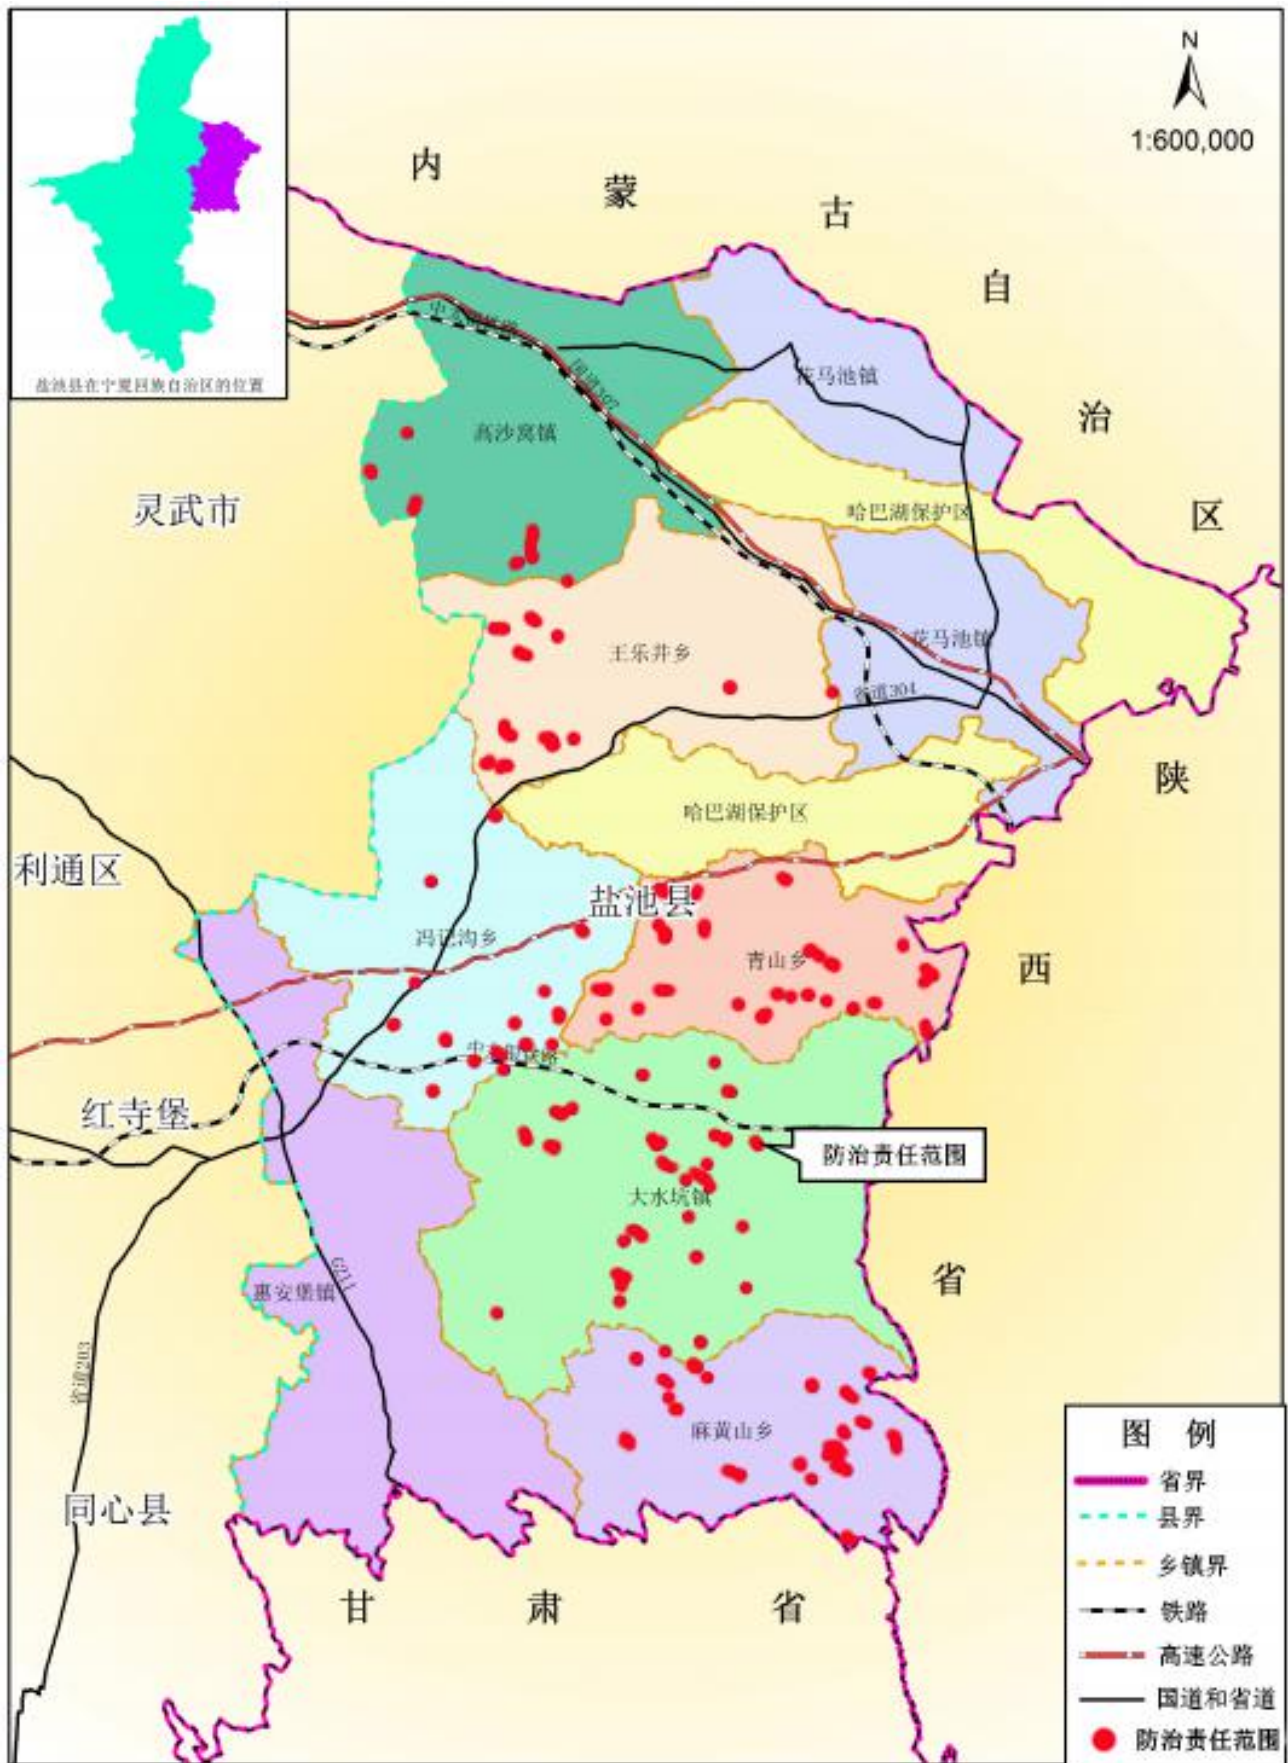 N
1:600,000
内
蒙
古
自
治
区
盐池县在宁夏回族自治区的位置
国道307
花马池镇
高沙窝镇
灵武市
哈巴湖保护区
花马池镇
王乐井乡
省道304
陕
哈巴湖保护区
利通区
盐池县
冯记沟乡
青山乡
西
红寺堡
防治责任范围
大水坑镇
省
惠安堡镇
G211
省道203
麻黄山乡
同心县
甘
肃
省
图 例
省界
县界
乡镇界
铁路
高速公路
国道和省道
防治责任范围